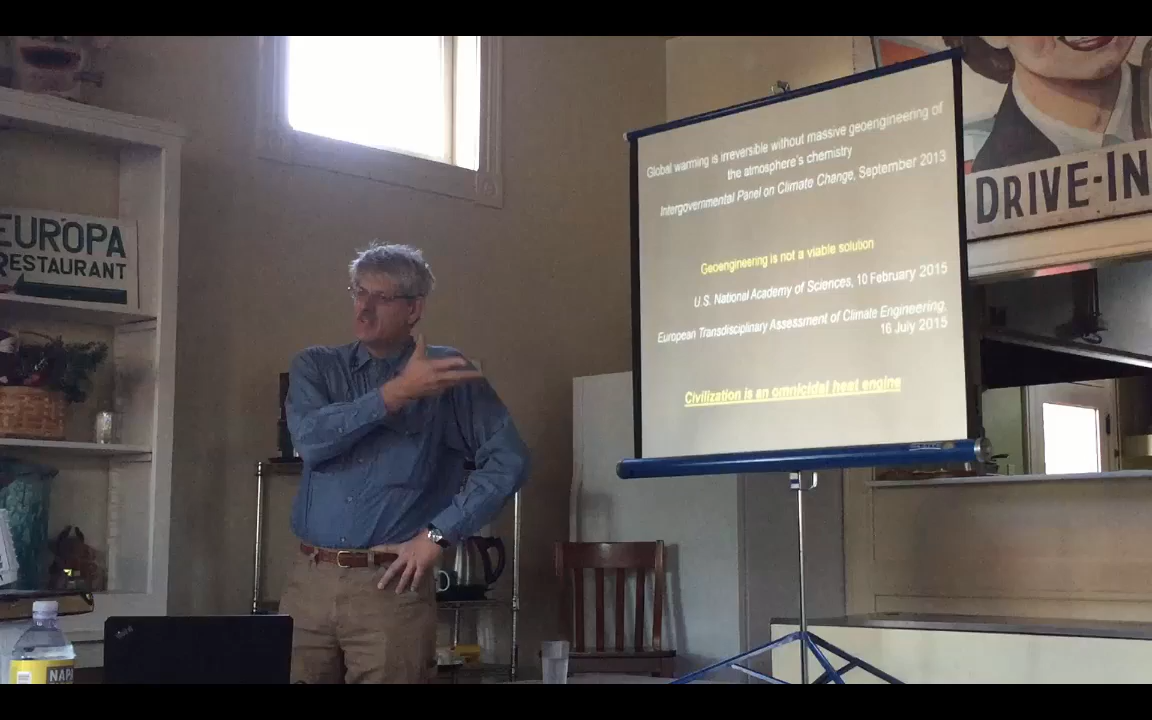 EUROPA
RESTAURANT
Global warming is irreversible without massive geoengineering of
the atmosphere's chemistry
Intergovernmental Panel on Climate Change, September 2013
Geoengineering is not a viable solution
U.S. National Academy of Sciences, 10 February 2015
European Transdisciplinary Assessment of Climate Engineering,
16 July 2015
Civilization is an omnicidal heat engine
DRIVE-IN
NAPA